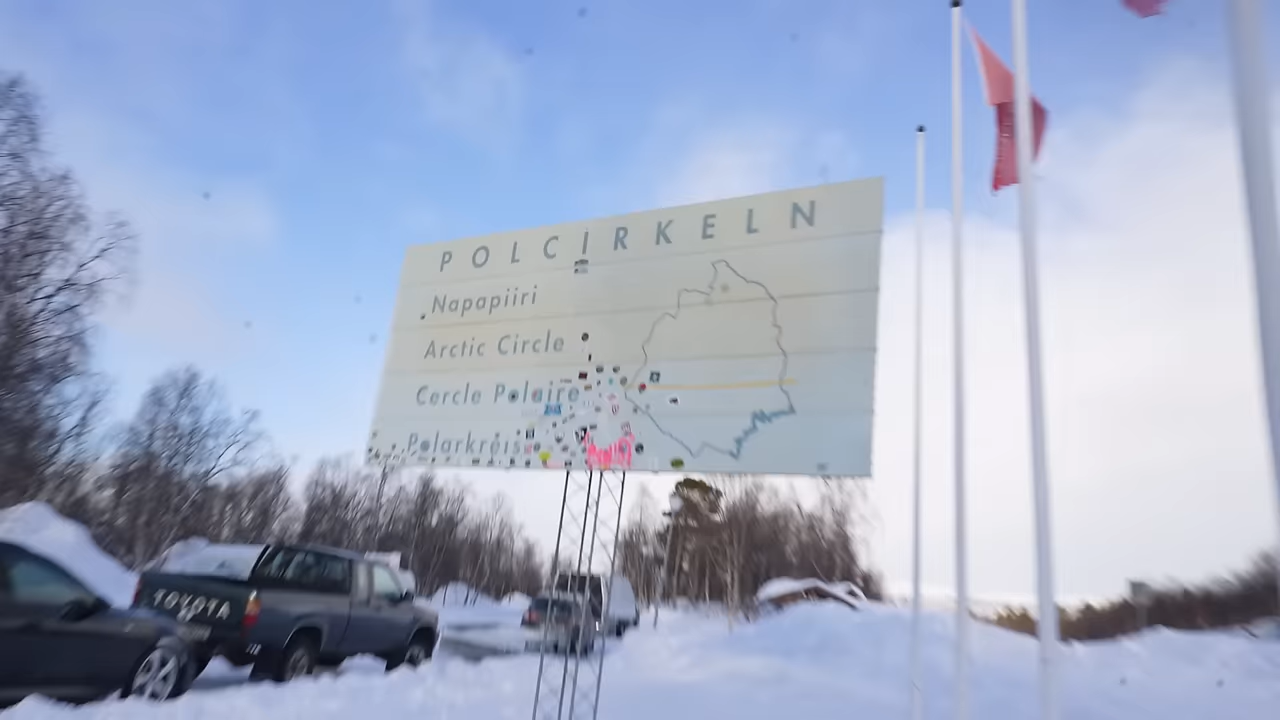 POLCIRKELN
Napapiiri
Arctic Circle
Cercle Polaire
Polarkreis
TOYOTA